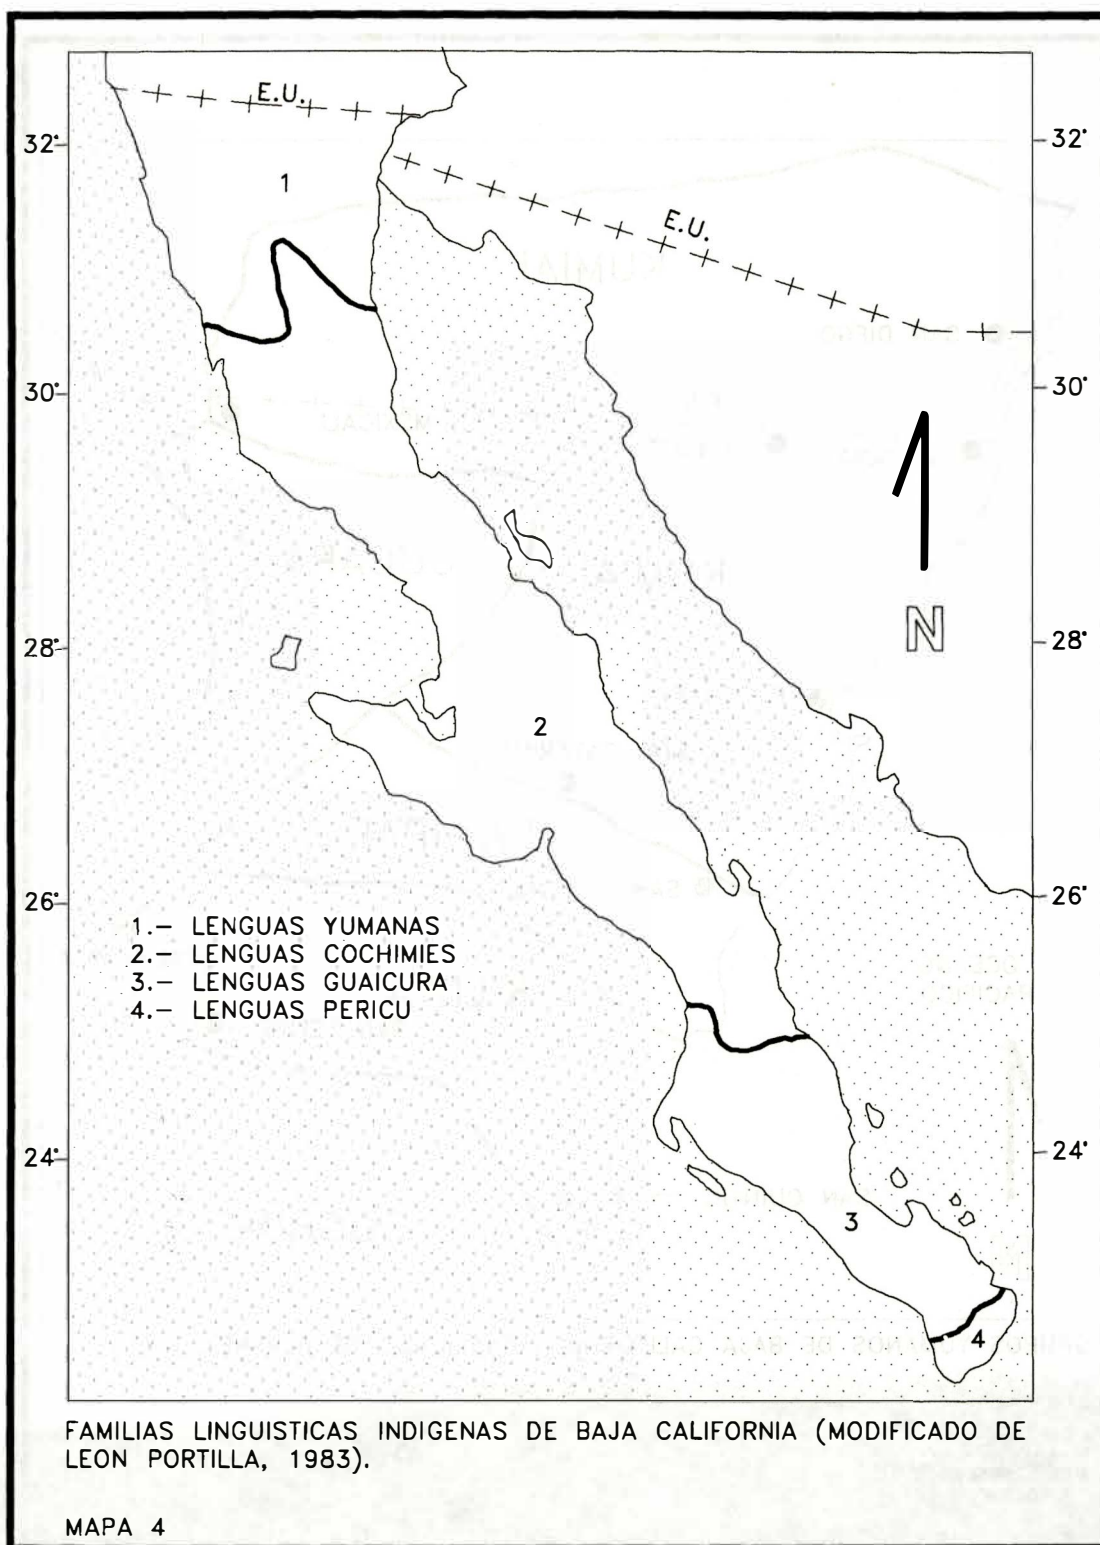 E.U.
32°
32°
1
E.U.
30°
30°
N
28°
28°
2
26°
26°
1.- LENGUAS YUMANAS
2.- LENGUAS COCHIMIES
3.- LENGUAS GUAICURA
4.- LENGUAS PERICU
24°
24°
3
4
FAMILIAS LINGUISTICAS INDIGENAS DE BAJA CALIFORNIA (MODIFICADO DE
LEON PORTILLA, 1983).
MAPA 4